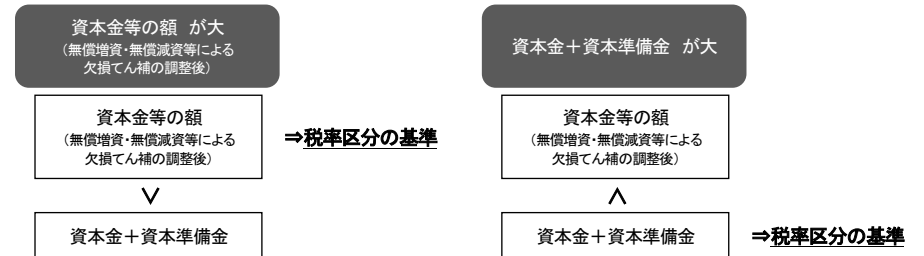 資本金等の額 が大
（無償増資・無償減資等による
欠損てん補の調整後）
資本金等の額
（無償増資・無償減資等による
欠損てん補の調整後）
⇒税率区分の基準
∨
資本金＋資本準備金
資本金＋資本準備金 が大
資本金等の額
（無償増資・無償減資等による
欠損てん補の調整後）
∧
資本金＋資本準備金
⇒税率区分の基準